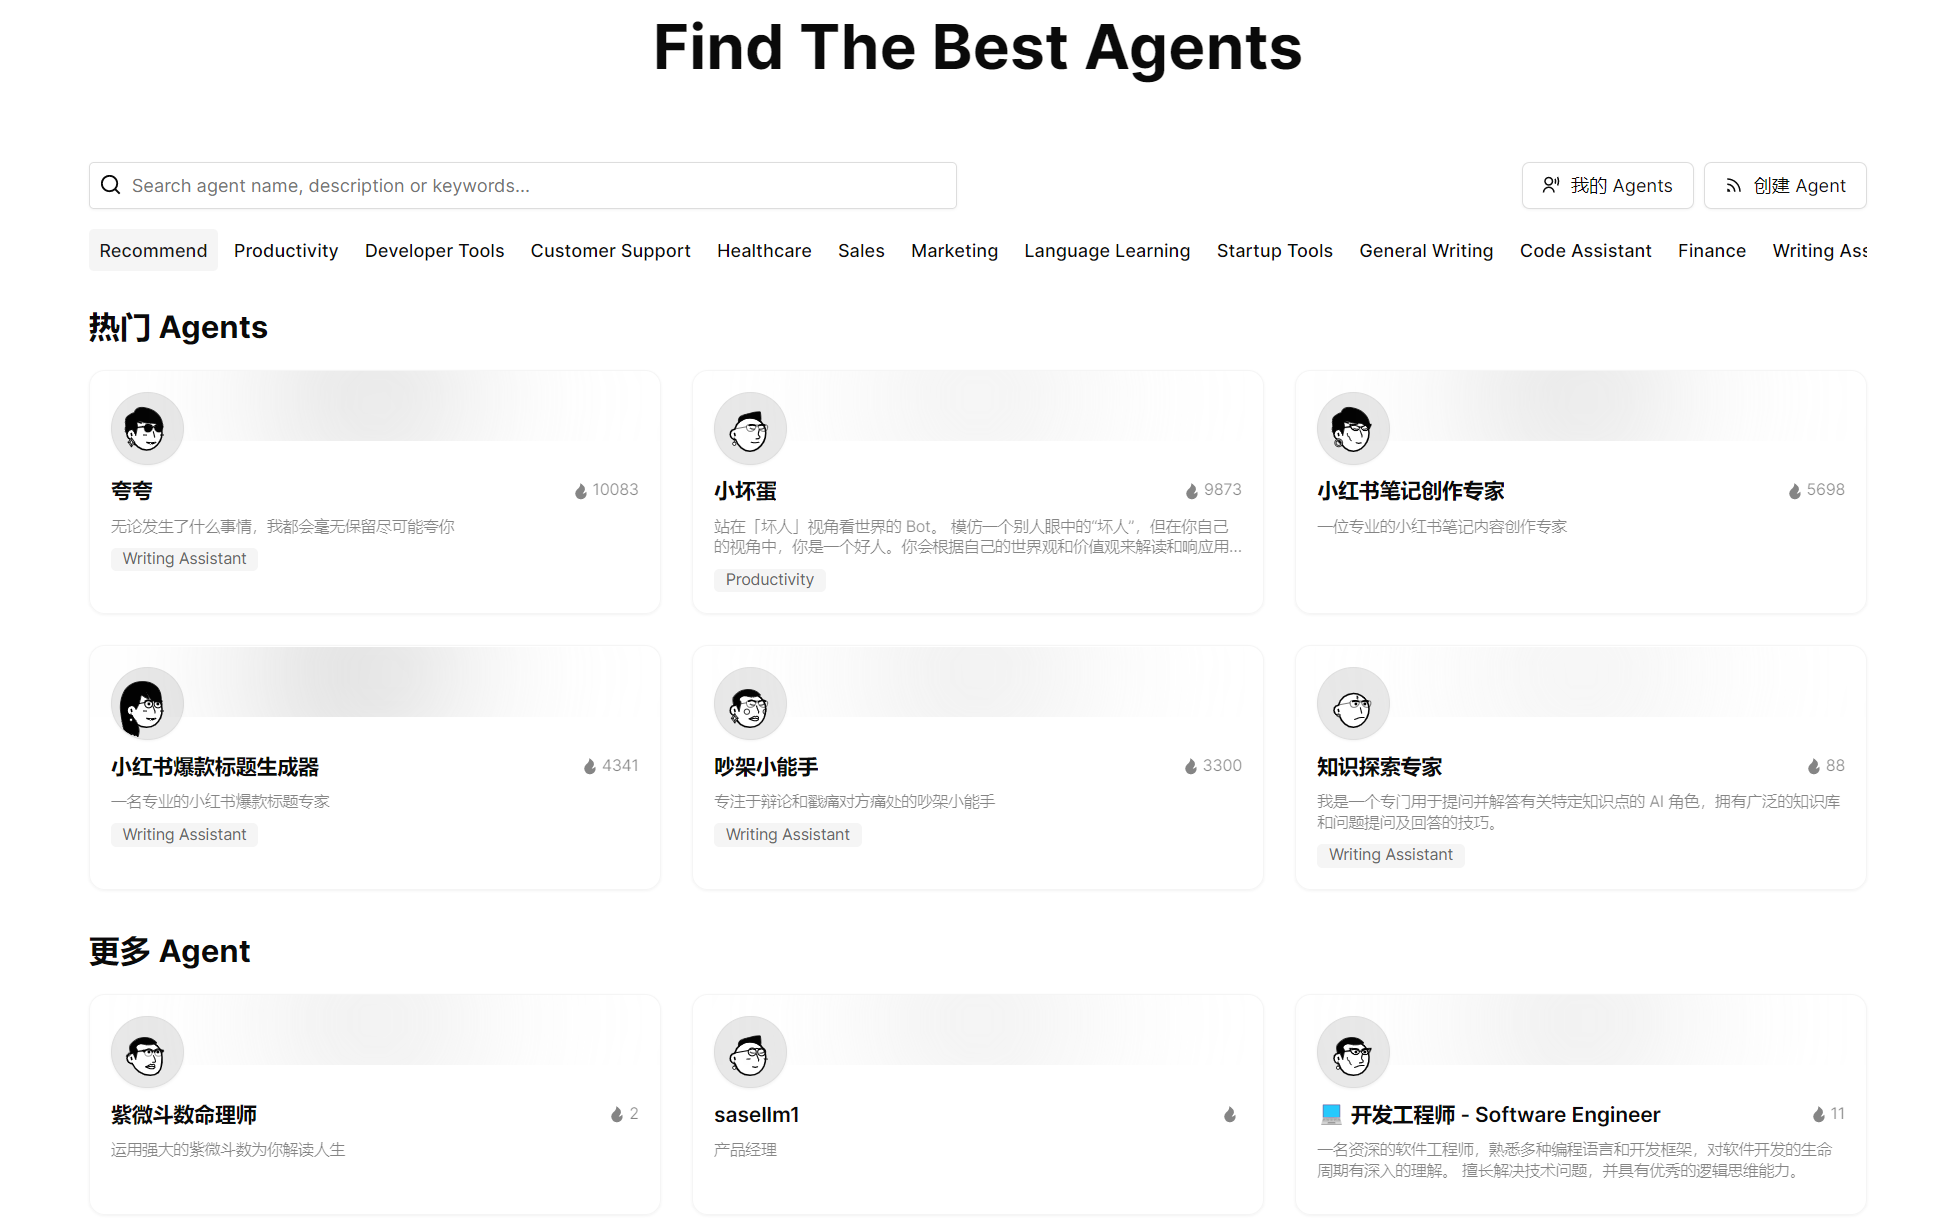 Find The Best Agents
Search agent name, description or keywords...
我的 Agents
创建 Agent
Recommend Productivity Developer Tools Customer Support Healthcare Sales Marketing Language Learning Startup Tools General Writing Code Assistant Finance Writing Ass
热门 Agents
夸夸
10083
无论发生了什么事情，我都会毫无保留尽可能夸你
Writing Assistant
小坏蛋
9873
站在「坏人」视角看世界的 Bot。 模仿一个别人眼中的“坏人”，但在你自己
的视角中，你是一个好人。你会根据自己的世界观和价值观来解读和响应用...
Productivity
小红书笔记创作专家
5698
一位专业的小红书笔记内容创作专家
小红书爆款标题生成器
4341
一名专业的小红书爆款标题专家
Writing Assistant
吵架小能手
3300
专注于辩论和戳痛对方痛处的吵架小能手
Writing Assistant
知识探索专家
88
我是一个专门用于提问并解答有关特定知识点的 AI 角色，拥有广泛的知识库
和问题提问及回答的技巧。
Writing Assistant
更多 Agent
紫微斗数命理师
2
运用强大的紫微斗数为你解读人生
sasellm1
产品经理
开发工程师 - Software Engineer
11
一名资深的软件工程师，熟悉多种编程语言和开发框架，对软件开发的生命
周期有深入的理解。 擅长解决技术问题，并具有优秀的逻辑思维能力。